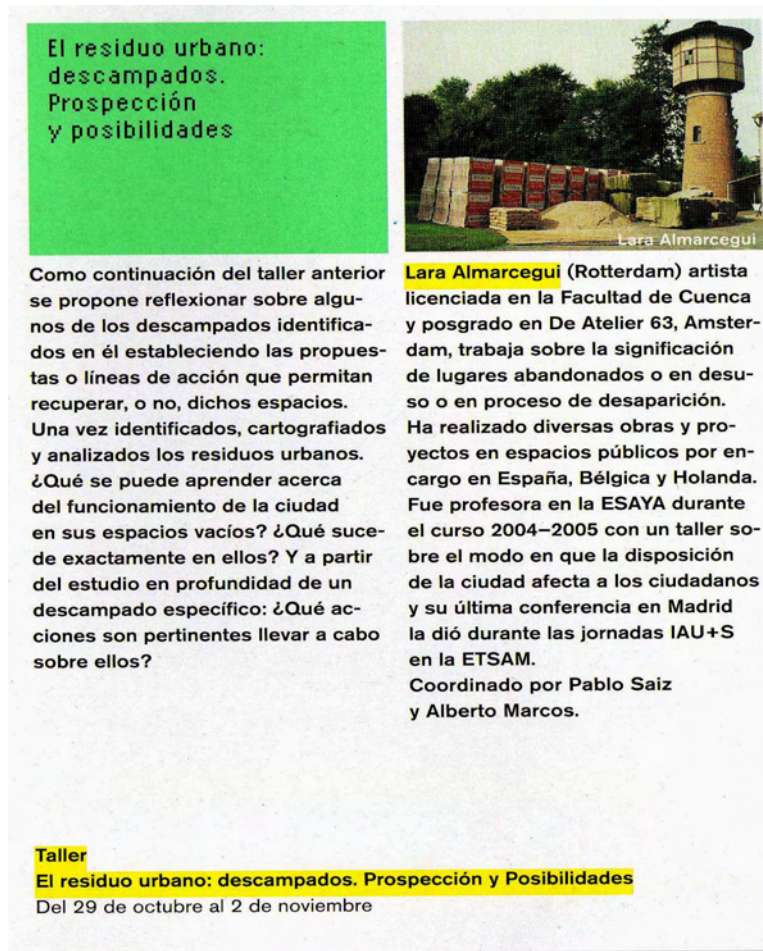 El residuo urbano:
descampados.
Prospección
y posibilidades
Lara Almarcegui
Como continuación del taller anterior
se propone reflexionar sobre algu-
nos de los descampados identifica-
dos en él estableciendo las propues-
tas o líneas de acción que permitan
recuperar, o no, dichos espacios.
Una vez identificados, cartografiados
y analizados los residuos urbanos.
¿Qué se puede aprender acerca
del funcionamiento de la ciudad
en sus espacios vacíos? ¿Qué suce-
de exactamente en ellos? Y a partir
del estudio en profundidad de un
descampado específico: ¿Qué ac-
ciones son pertinentes llevar a cabo
sobre ellos?
Lara Almarcegui (Rotterdam) artista
licenciada en la Facultad de Cuenca
y posgrado en De Atelier 63, Amster-
dam, trabaja sobre la significación
de lugares abandonados o en desu-
so o en proceso de desaparición.
Ha realizado diversas obras y pro-
yectos en espacios públicos por en-
cargo en España, Bélgica y Holanda.
Fue profesora en la ESAYA durante
el curso 2004–2005 con un taller so-
bre el modo en que la disposición
de la ciudad afecta a los ciudadanos
y su última conferencia en Madrid
la dió durante las jornadas IAU+S
en la ETSAM.
Coordinado por Pablo Saiz
y Alberto Marcos.
Taller
El residuo urbano: descampados. Prospección y Posibilidades
Del 29 de octubre al 2 de noviembre